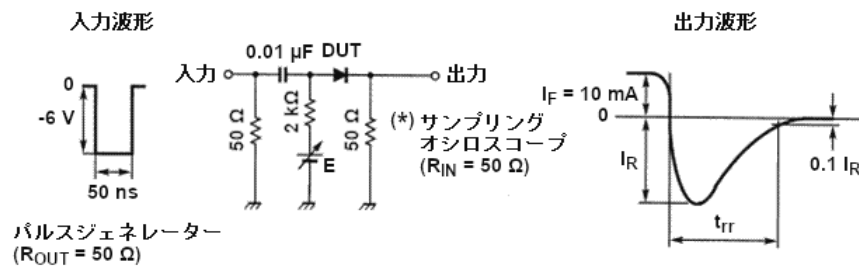 入力波形
0
-6 V
50 ns
パルスジェネレーター
(ROUT = 50 Ω)
0.01 µF DUT
入力
出力
50 Ω
2 kΩ
E
50 Ω
(*) サンプリング
オシロスコープ
(RIN = 50 Ω)
出力波形
IF = 10 mA
0
IR
0.1 IR
trr